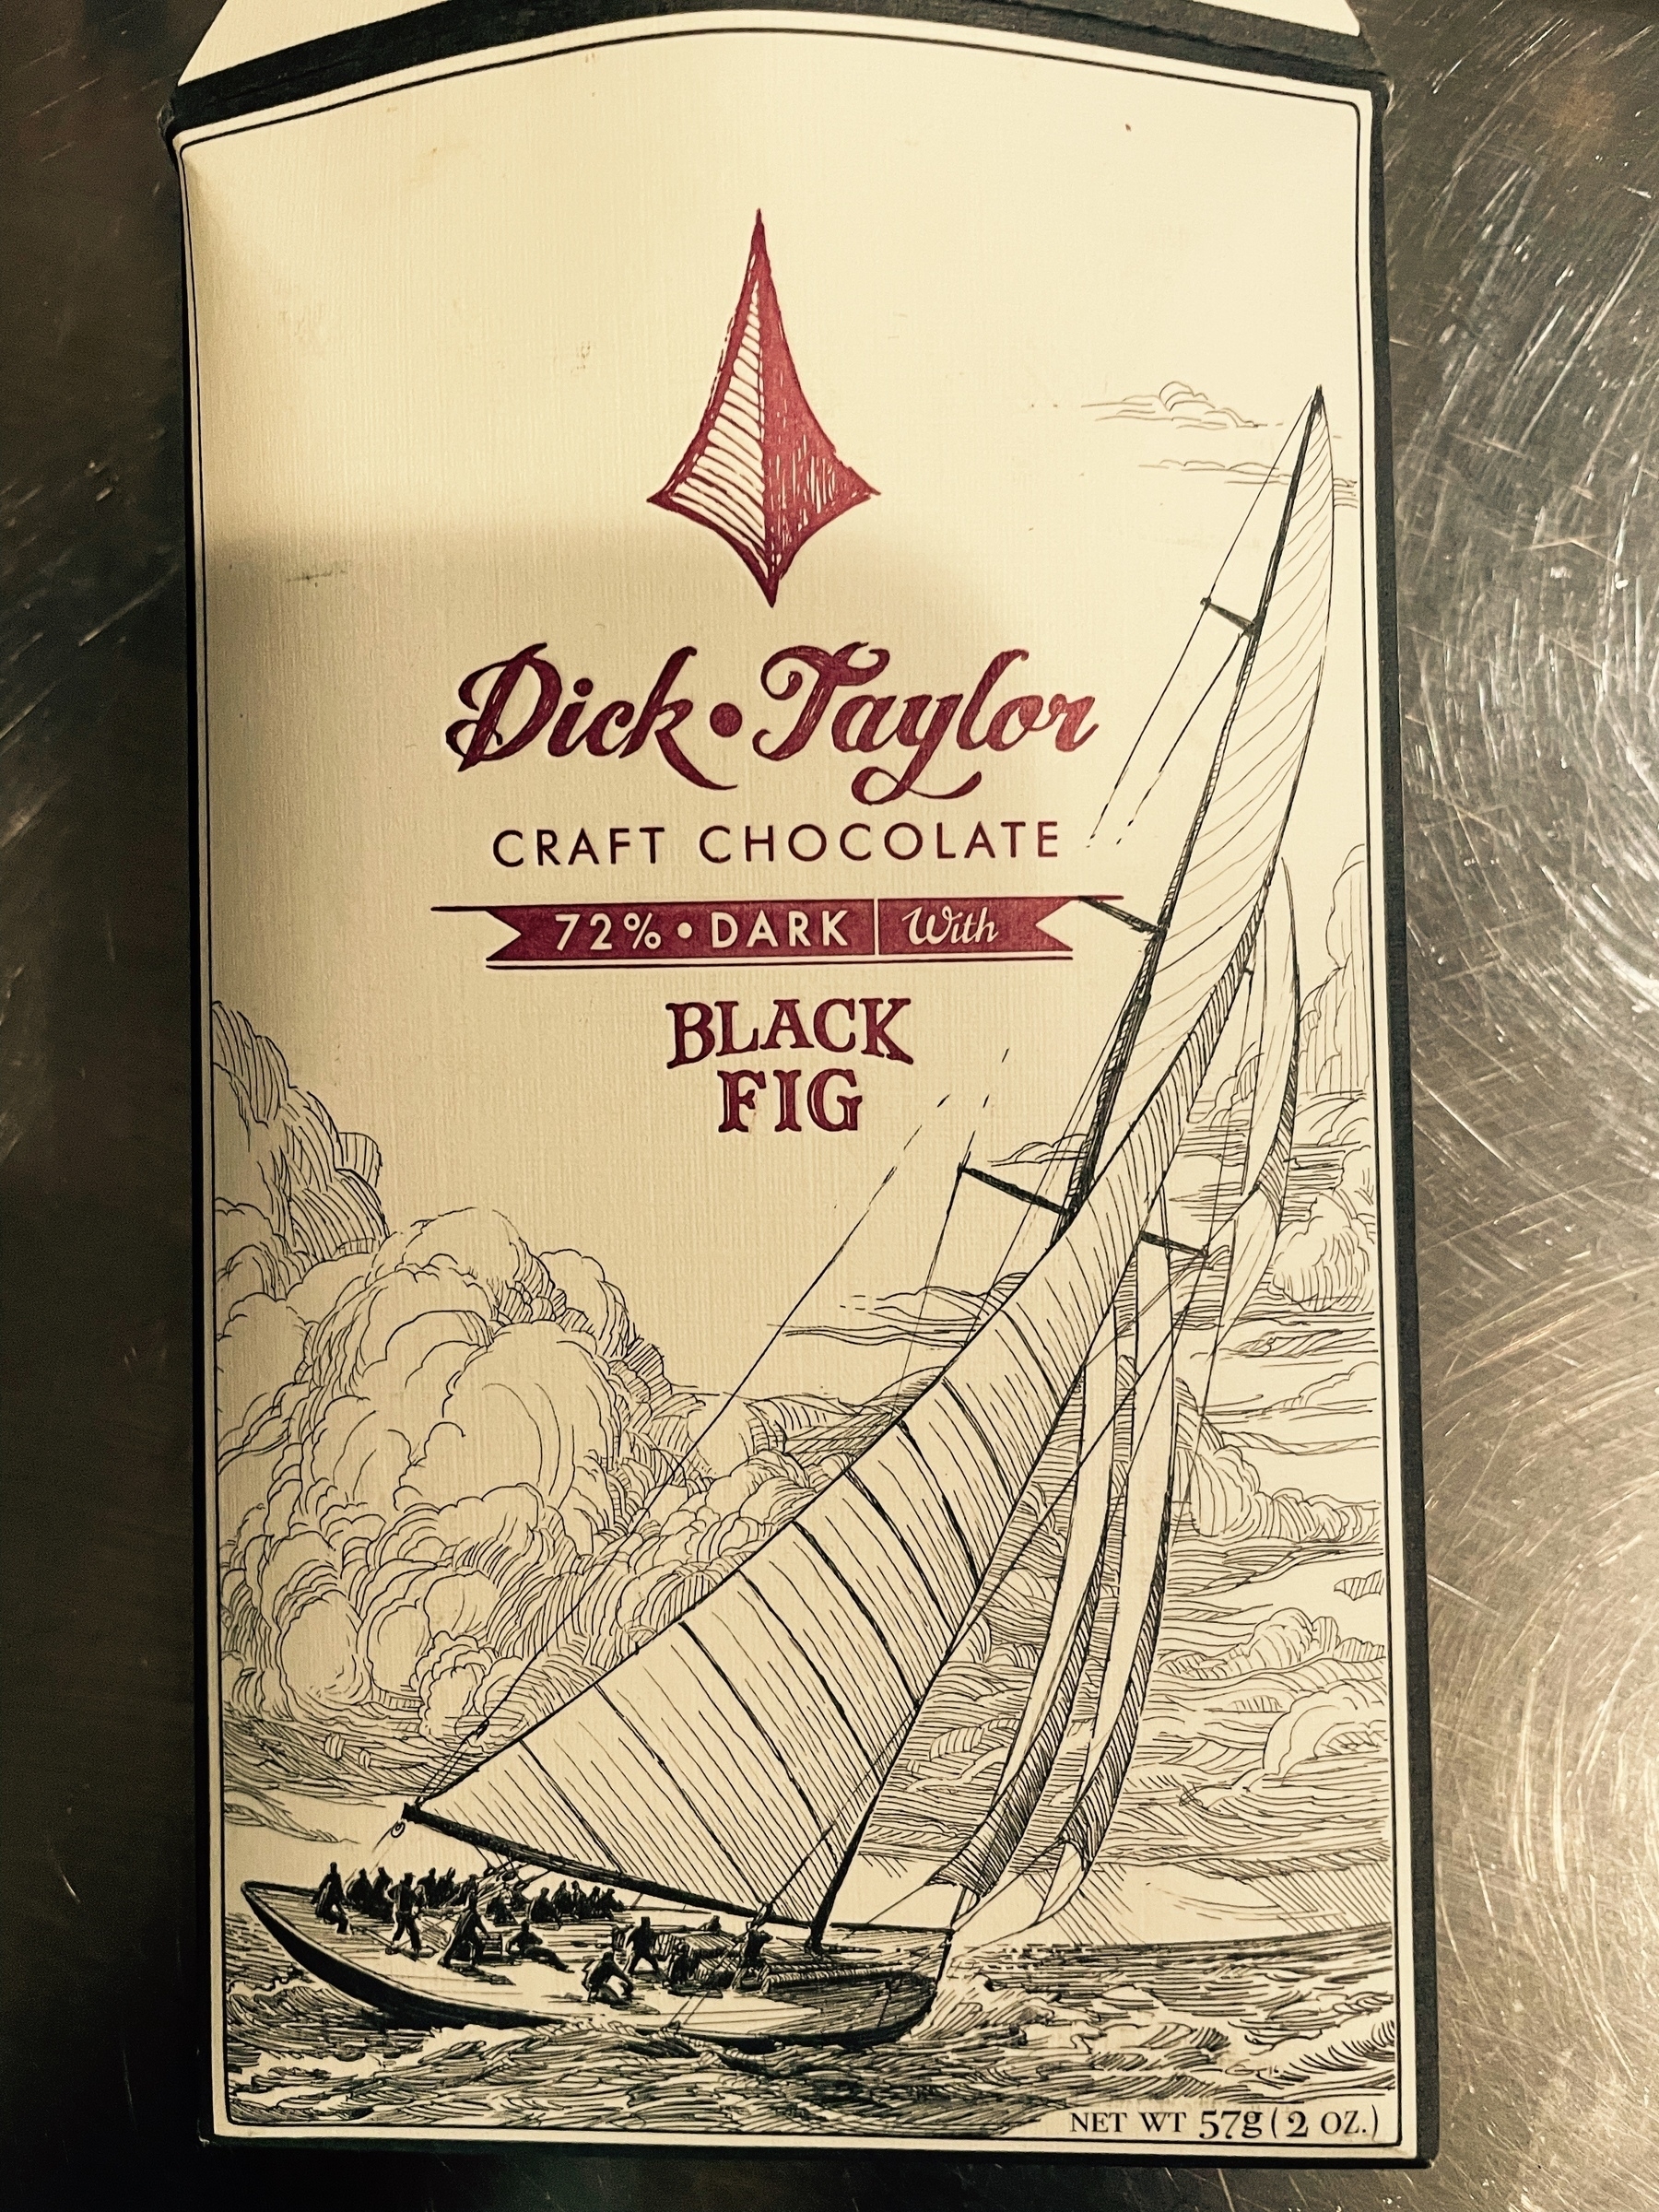 Dick•Taylor
CRAFT CHOCOLATE
72% • DARK With
BLACK
FIG
NET WT 57g (2 OZ.)